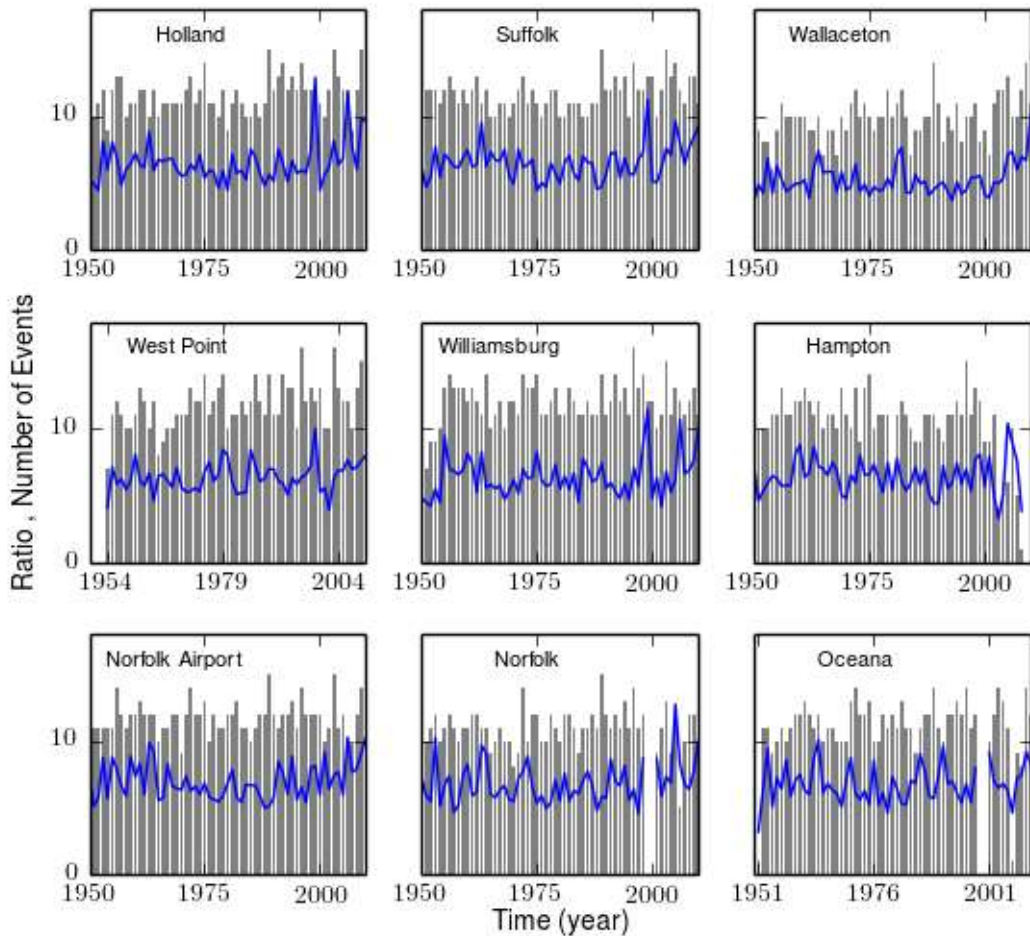 Holland
Suffolk
Wallaceton
10
0
1950 1975 2000
1950 1975 2000
1950 1975 2000
Ratio , Number of Events
West Point
Williamsburg
Hampton
10
0
1954 1979 2004
1950 1975 2000
1950 1975 2000
Norfolk Airport
Norfolk
Oceana
10
0
1950 1975 2000
1950 1975 2000
1951 1976 2001
Time (year)